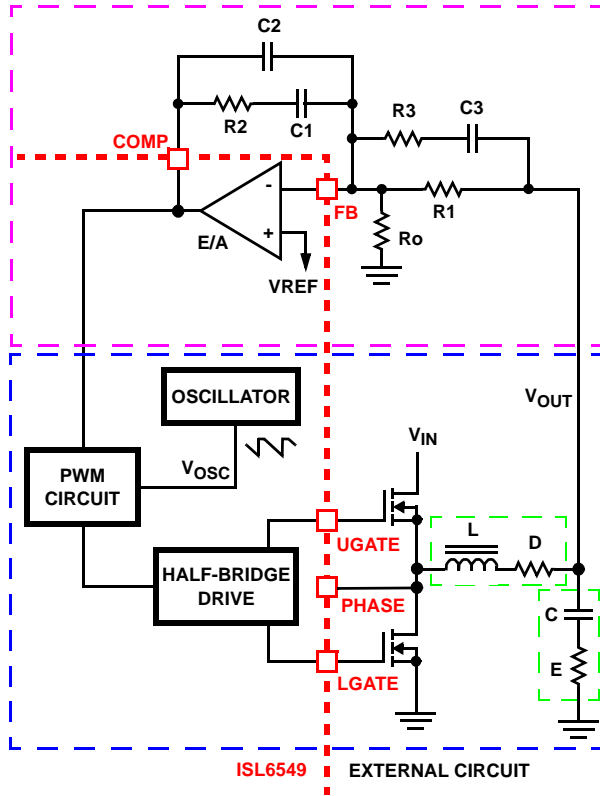 C2
R2
C1
R3
C3
COMP
FB
R1
E/A
-
+
Ro
VREF
OSCILLATOR
VOUT
VIN
PWM
CIRCUIT
VOSC
UGATE
L
D
HALF-BRIDGE
DRIVE
PHASE
C
E
LGATE
ISL6549
EXTERNAL CIRCUIT